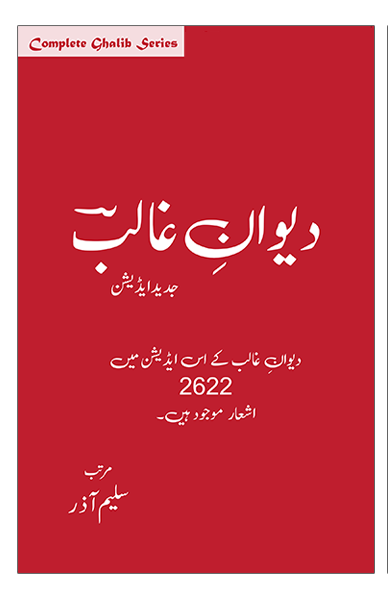 Complete Ghalib Series
دیوانِ غالبؔ
جدید ایڈیشن
دیوانِ غالب کے اس ایڈیشن میں
2622
اشعار موجود ہیں۔
مرتب
سلیم آذر